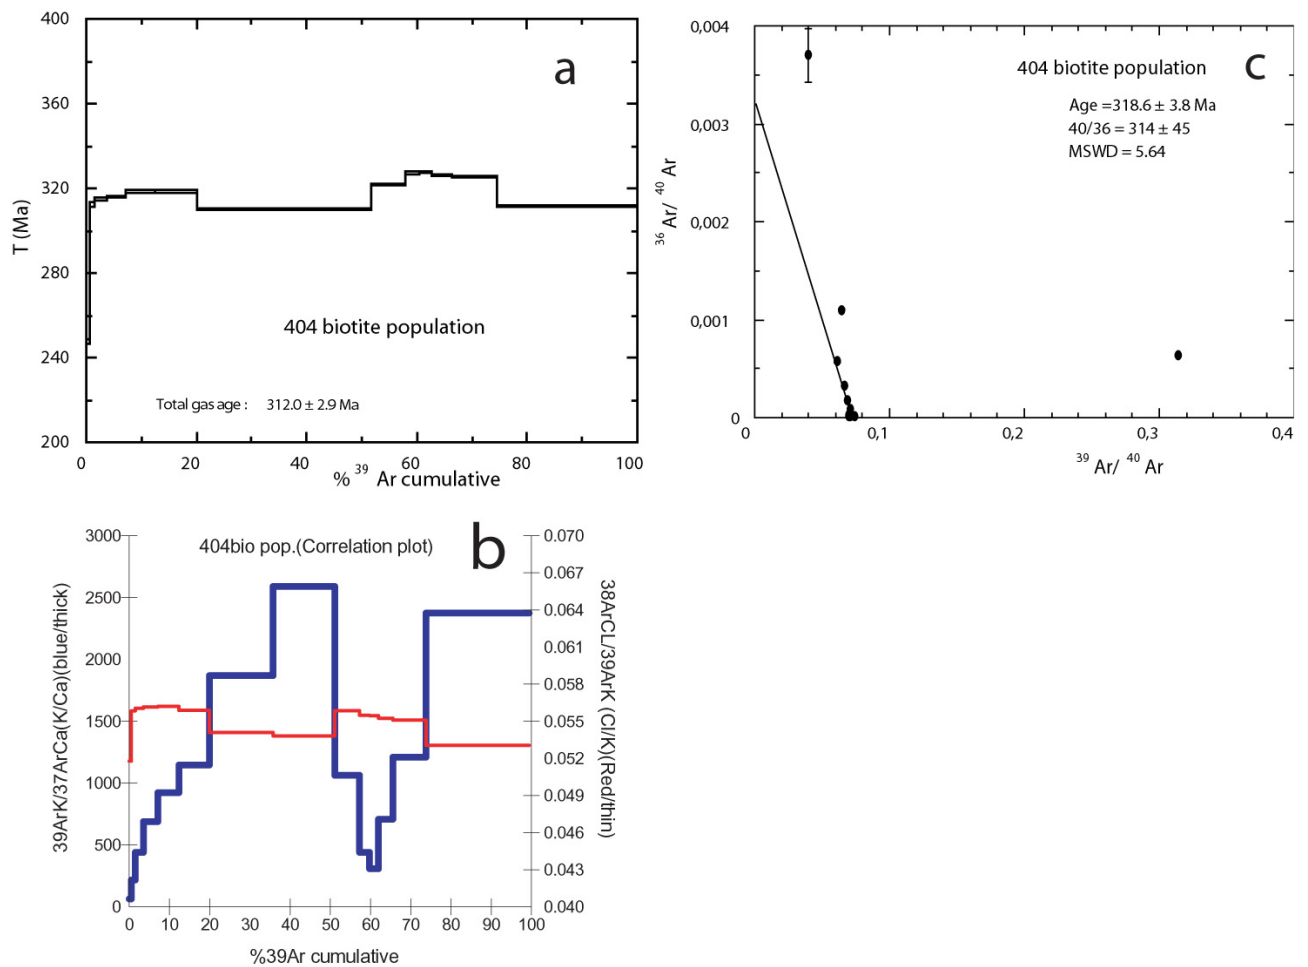 400
360
320
280
240
200
T (Ma)
a
404 biotite population
Total gas age : 312.0 ± 2.9 Ma
0 20 40 60 80 100
% 39 Ar cumulative
0,004
0,003
0,002
0,001
0
36 Ar/ 40 Ar
c
404 biotite population
Age =318.6 ± 3.8 Ma
40/36 = 314 ± 45
MSWD = 5.64
0 0,1 0,2 0,3 0,4
39 Ar/ 40 Ar
b
404bio pop.(Correlation plot)
3000
2500
2000
1500
1000
500
0
39ArK/37ArCa(K/Ca)(blue/thick)
0.070
0.067
0.064
0.061
0.058
0.055
0.052
0.049
0.046
0.043
0.040
38ArCL/39ArK (Cl/K)(Red/thin)
0 10 20 30 40 50 60 70 80 90 100
%39Ar cumulative